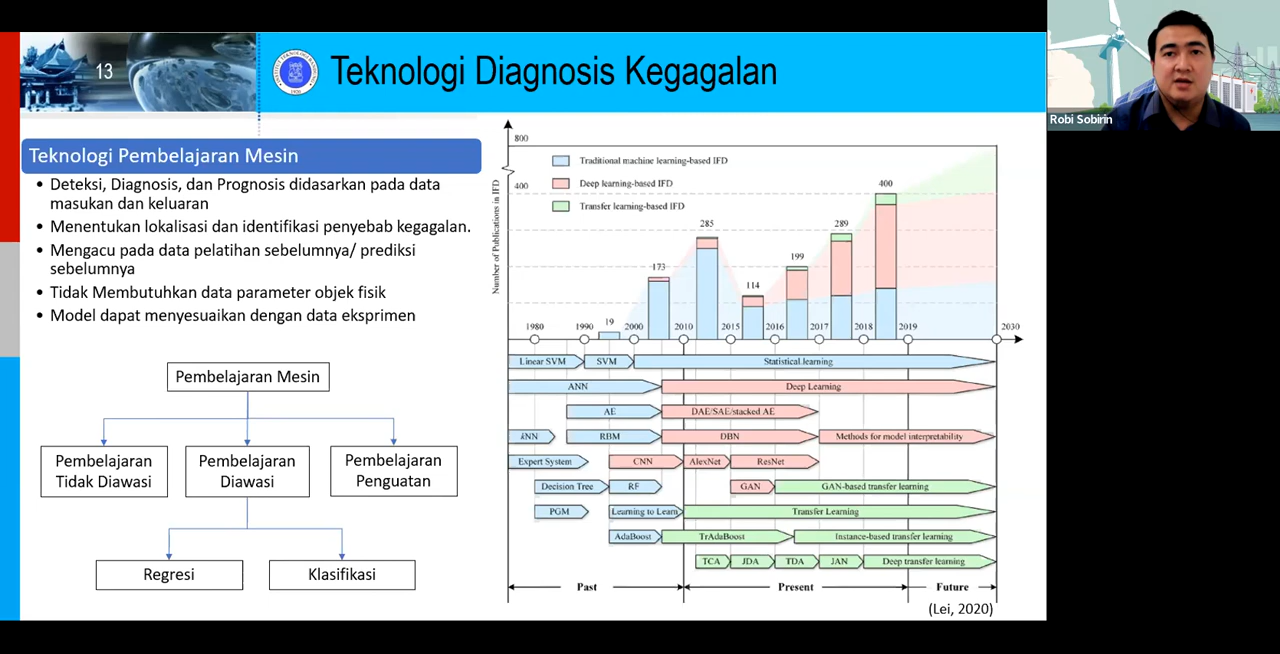 13
Teknologi Diagnosis Kegagalan
Robi Sobirin
Teknologi Pembelajaran Mesin
• Deteksi, Diagnosis, dan Prognosis didasarkan pada data
masukan dan keluaran
• Menentukan lokalisasi dan identifikasi penyebab kegagalan.
• Mengacu pada data pelatihan sebelumnya/ prediksi
sebelumnya
• Tidak Membutuhkan data parameter objek fisik
• Model dapat menyesuaikan dengan data eksprimen
Pembelajaran Mesin
Pembelajaran
Tidak Diawasi
Pembelajaran
Diawasi
Pembelajaran
Penguatan
Regresi
Klasifikasi
Number of Publications in IFD
800
400
Traditional machine learning-based IFD
Deep learning-based IFD
Transfer learning-based IFD
19
173
285
114
199
289
400
1980 1990 2000 2010 2015 2016 2017 2018 2019 2030
Linear SVM SVM Statistical learning
ANN Deep Learning
AE DAE/SAE/stacked AE
kNN RBM DBN Methods for model interpretability
Expert System CNN AlexNet ResNet
Decision Tree RF GAN GAN-based transfer learning
PGM Learning to Learn Transfer Learning
AdaBoost TrAdaBoost Instance-based transfer learning
TCA JDA TDA JAN Deep transfer learning
Past Present Future
(Lei, 2020)